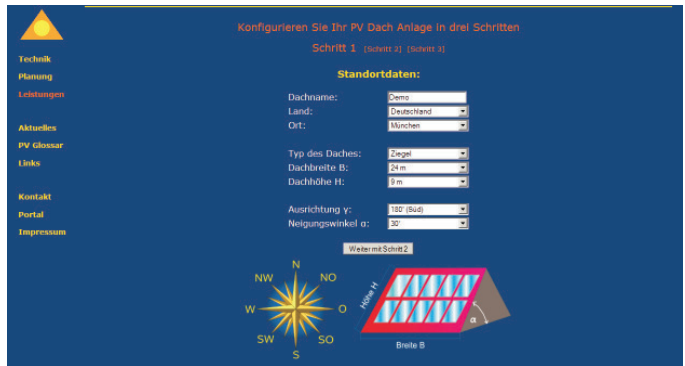 Konfigurieren Sie Ihr PV Dach Anlage in drei Schritten
Schritt 1 [Schritt 2] [Schritt 3]
Standortdaten:
Technik
Planung
Leistungen
Aktuelles
PV Glossar
Links
Kontakt
Portal
Impressum
Dachname: Demo
Land: Deutschland
Ort: München
Typ des Daches: Ziegel
Dachbreite B: 24 m
Dachhöhe H: 9 m
Ausrichtung γ: 180° (Süd)
Neigungswinkel α: 30°
Weiter mit Schritt 2
N
NW NO
W O
SW SO
S
Höhe H
α
Breite B